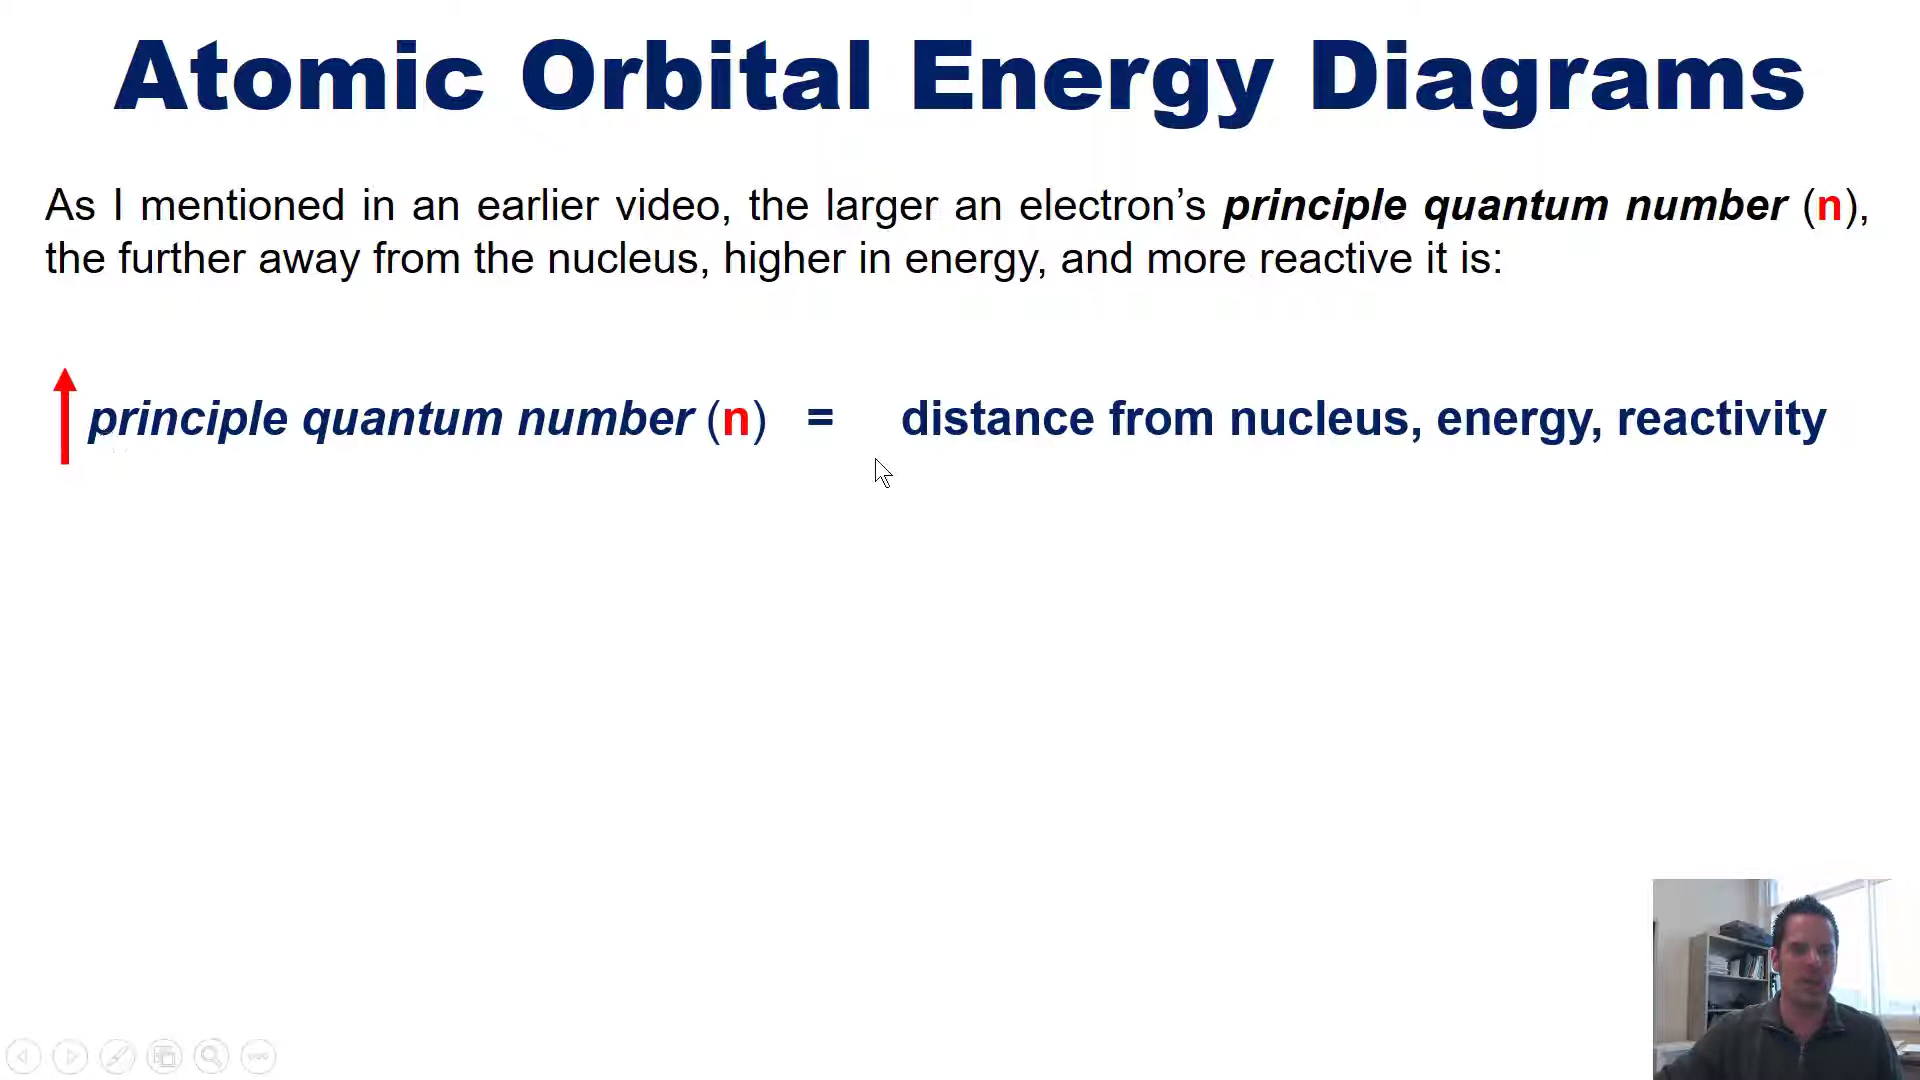 Atomic Orbital Energy Diagrams
As I mentioned in an earlier video, the larger an electron’s principle quantum number (n),
the further away from the nucleus, higher in energy, and more reactive it is:
principle quantum number (n) = distance from nucleus, energy, reactivity